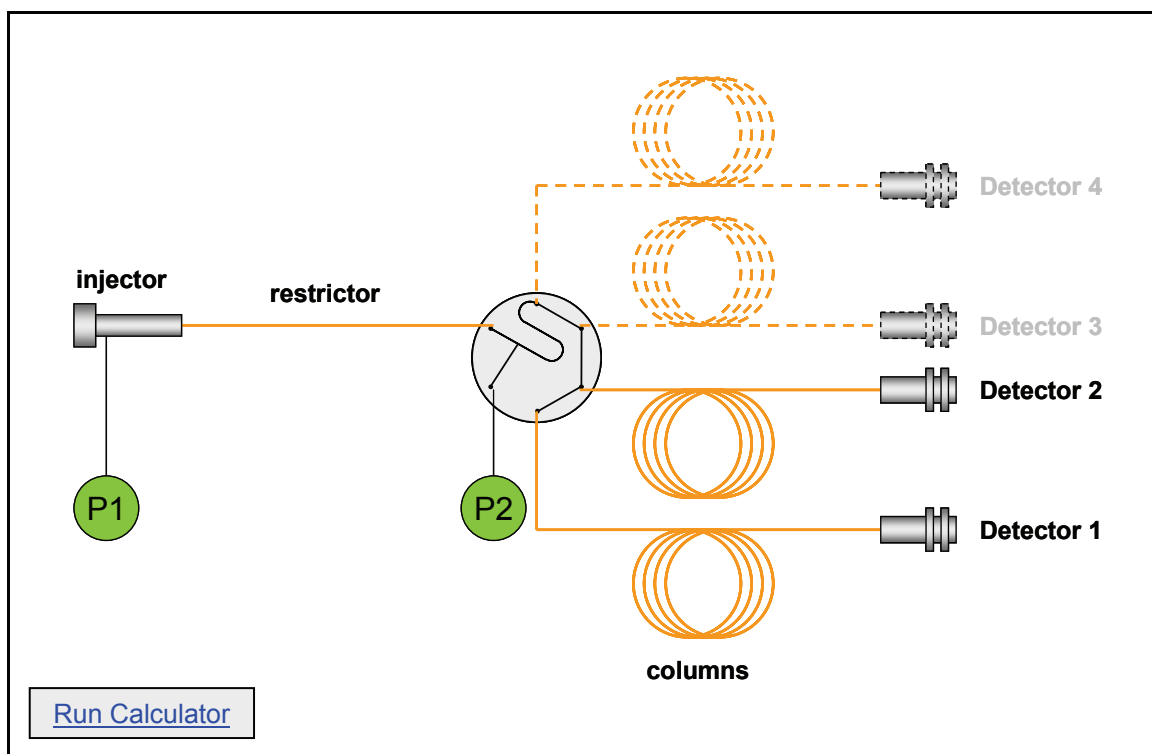 Detector 4
injector
restrictor
Detector 3
Detector 2
P1
P2
Detector 1
columns
Run Calculator